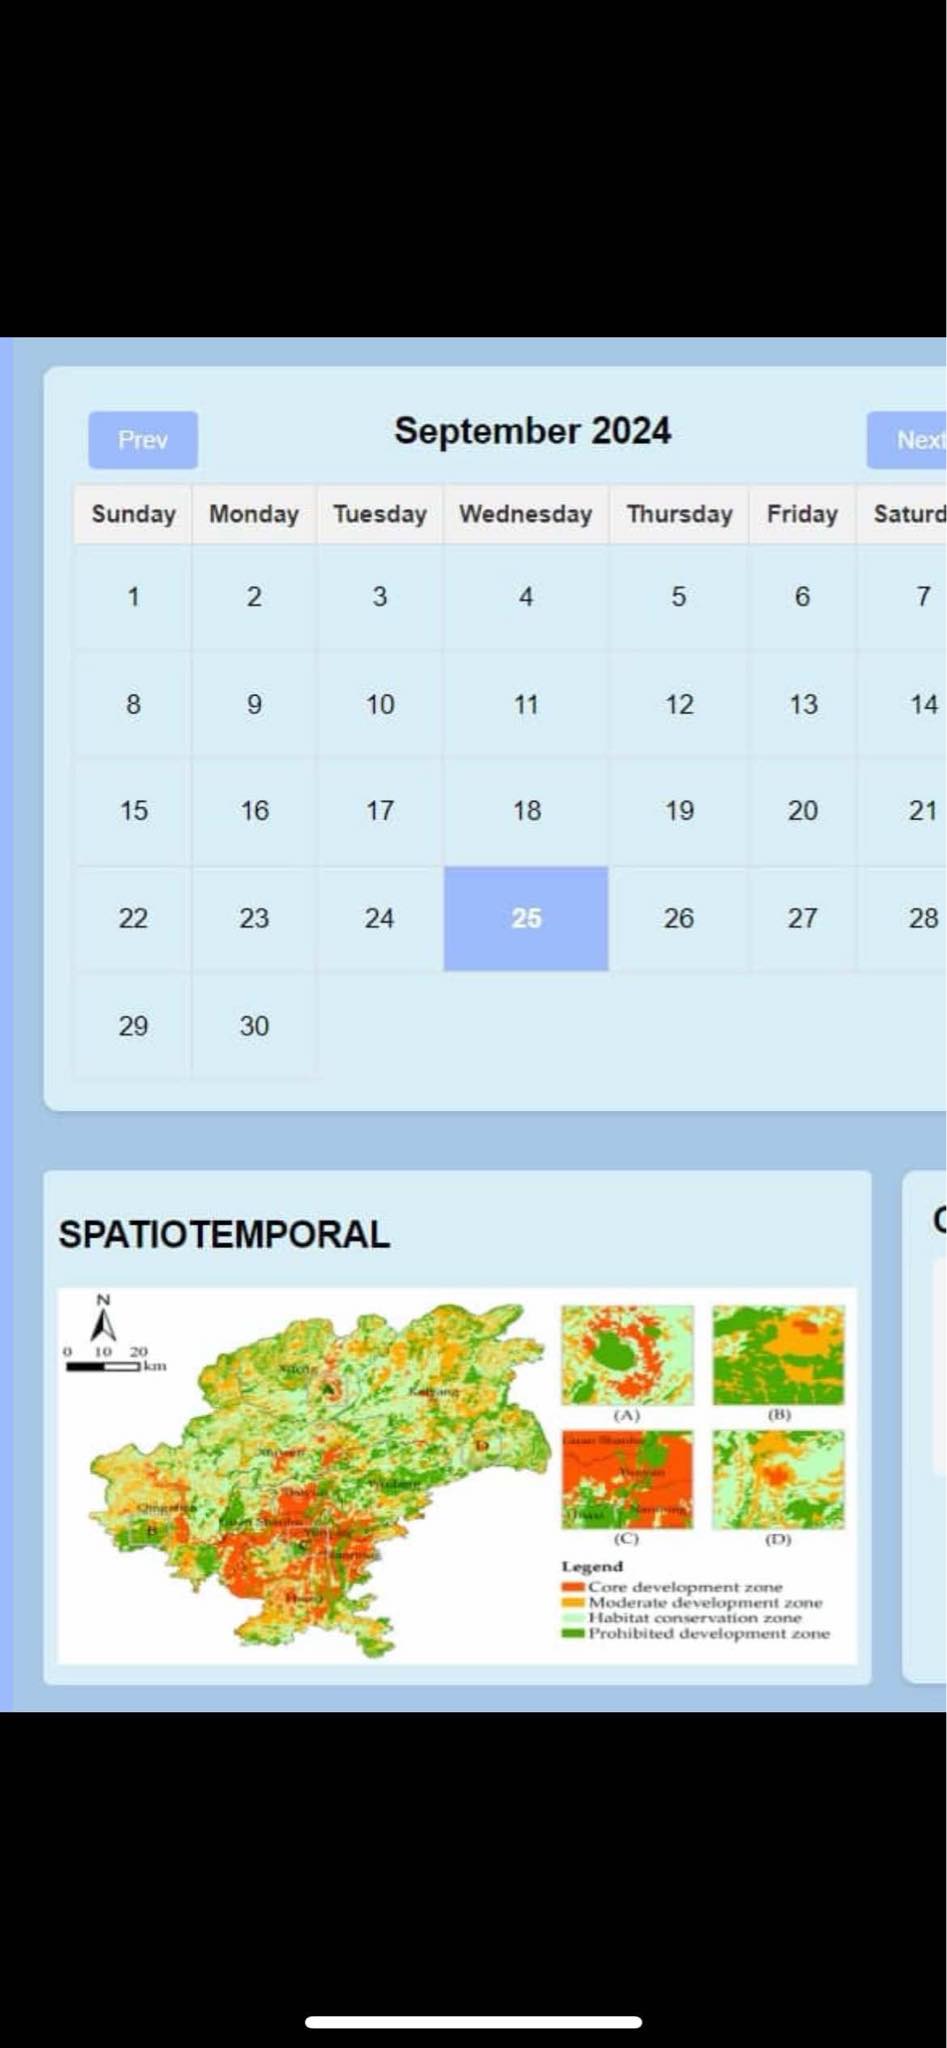 Prev
September 2024
Next
Sunday Monday Tuesday Wednesday Thursday Friday Saturd
1 2 3 4 5 6 7
8 9 10 11 12 13 14
15 16 17 18 19 20 21
22 23 24 25 26 27 28
29 30
SPATIOTEMPORAL
N
0 10 20
km
A
B
C
D
(A)
(B)
Yunyan
(C)
(D)
Legend
Core development zone
Moderate development zone
Habitat conservation zone
Prohibited development zone